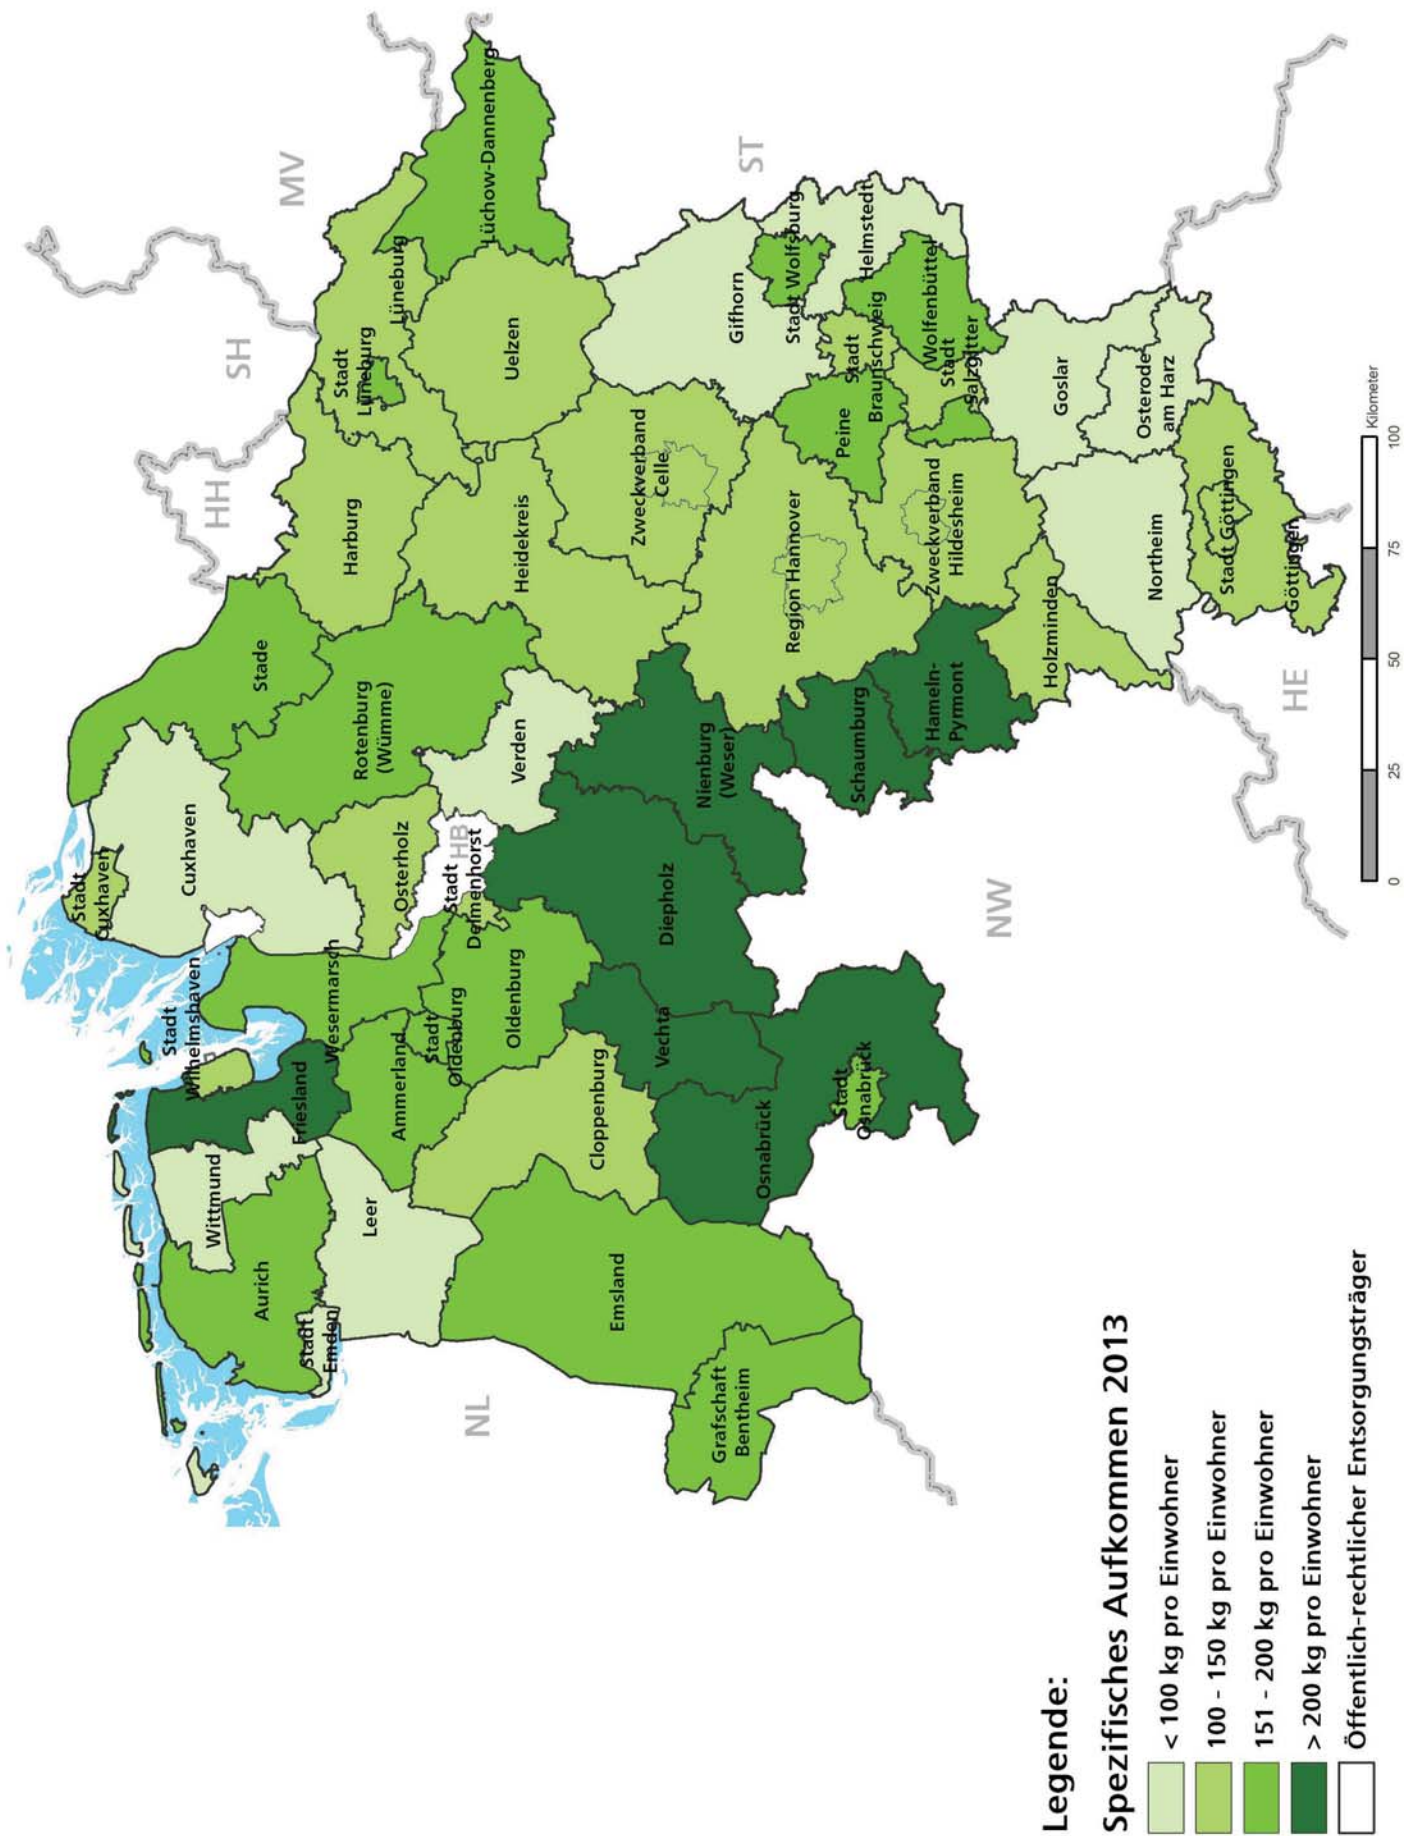 SH
MV
HH
Stadt
Cuxhaven
Cuxhaven
Stade
Stadt
Wilhelmshaven
Wittmund
Aurich
Friesland
Wesermarsch
Stadt
Emden
Leer
Ammerland
Stadt
Oldenburg
Oldenburg
Osterholz
HB
Stadt
Delmenhorst
Rotenburg
(Wümme)
Verden
Harburg
Stadt
Lüneburg
Lüneburg
Lüchow-Dannenberg
Uelzen
Heidekreis
Zweckverband
Celle
Gifhorn
NL
Emsland
Cloppenburg
Vechta
Diepholz
Nienburg
(Weser)
Grafschaft
Bentheim
Osnabrück
Stadt
Osnabrück
Region Hannover
Schaumburg
Hameln-
Pyrmont
Zweckverband
Hildesheim
Peine
Stadt
Braunschweig
Stadt Wolfsburg
Helmstedt
Wolfenbüttel
Stadt
Salzgitter
ST
NW
Holzminden
Northeim
Goslar
Osterode
am Harz
Stadt Göttingen
Göttingen
HE
Legende:
Spezifisches Aufkommen 2013
< 100 kg pro Einwohner
100 - 150 kg pro Einwohner
151 - 200 kg pro Einwohner
> 200 kg pro Einwohner
Öffentlich-rechtlicher Entsorgungsträger
0 25 50 75 100
Kilometer